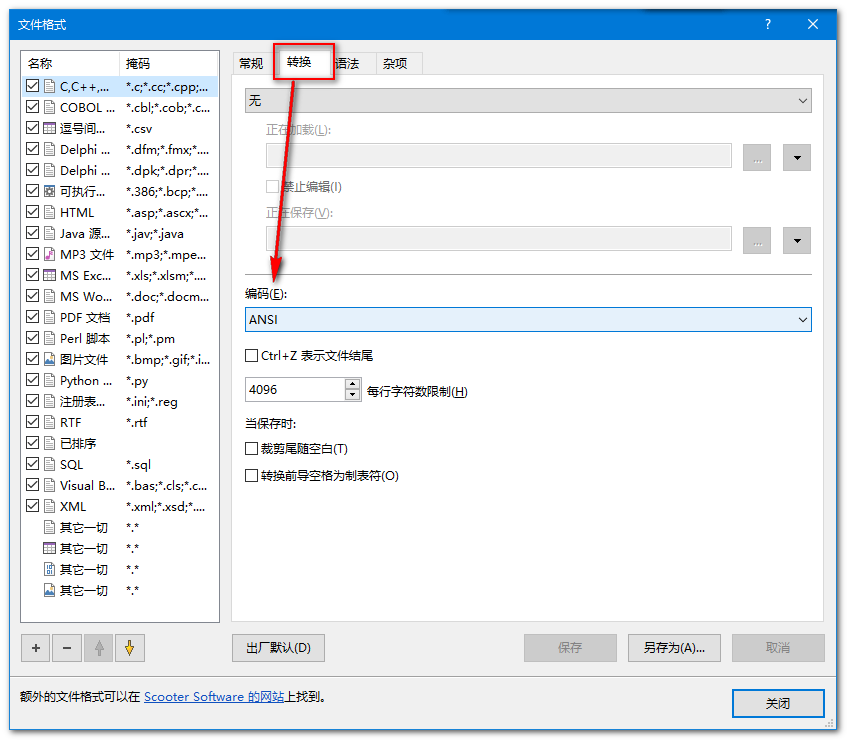 文件格式
名称 掩码
C,C++,... *.c;*.cc;*.cpp;...
COBOL ... *.cbl;*.cob;*.c...
逗号间... *.csv
Delphi ... *.dfm;*.fmx;*....
Delphi ... *.dpk;*.dpr;*....
可执行... *.386;*.bcp;*....
HTML *.asp;*.ascx;*...
Java 源... *.jav;*.java
MP3 文件 *.mp3;*.mpe...
MS Exc... *.xls;*.xlsm;*....
MS Wo... *.doc;*.docm...
PDF 文档 *.pdf
Perl 脚本 *.pl;*.pm
图片文件 *.bmp;*.gif;*.i...
Python ... *.py
注册表... *.ini;*.reg
RTF *.rtf
已排序
SQL *.sql
Visual B... *.bas;*.cls;*.c...
XML *.xml;*.xsd;*....
其它一切 *.*
其它一切 *.*
其它一切 *.*
其它一切 *.*
常规 转换 语法 杂项
无
正在加载(L):
...
禁止编辑(I)
正在保存(V):
...
编码(E):
ANSI
Ctrl+Z 表示文件结尾
4096 每行字符数限制(H)
当保存时:
裁剪尾随空白(T)
转换前导空格为制表符(O)
出厂默认(D) 保存 另存为(A)... 取消
额外的文件格式可以在 Scooter Software 的网站上找到。
关闭